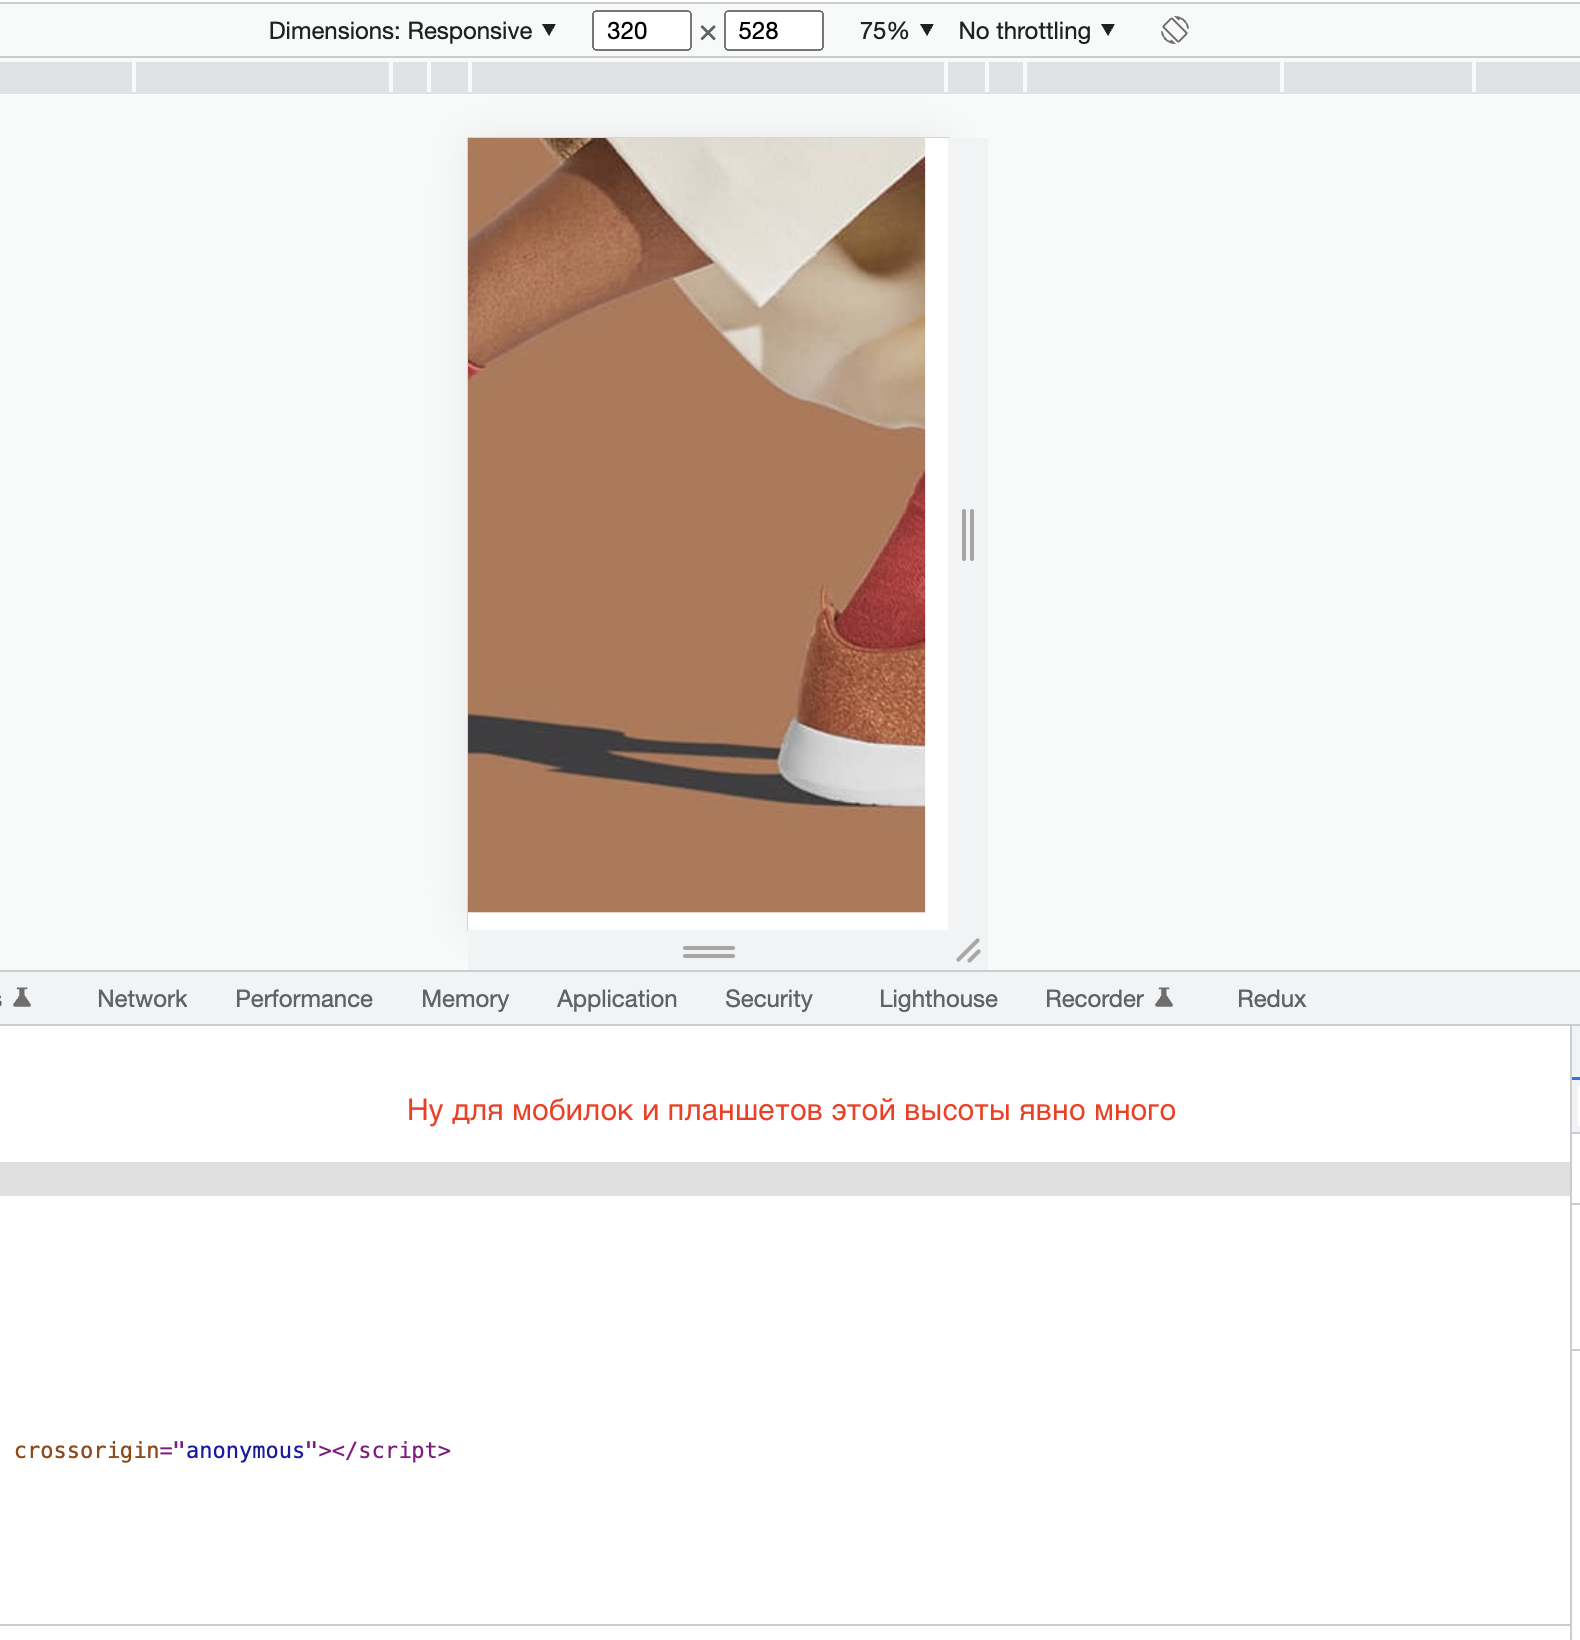 Dimensions: Responsive ▼ 320 × 528 75% ▼ No throttling ▼
s Network Performance Memory Application Security Lighthouse Recorder Redux
Ну для мобилок и планшетов этой высоты явно много
crossorigin="anonymous"></script>